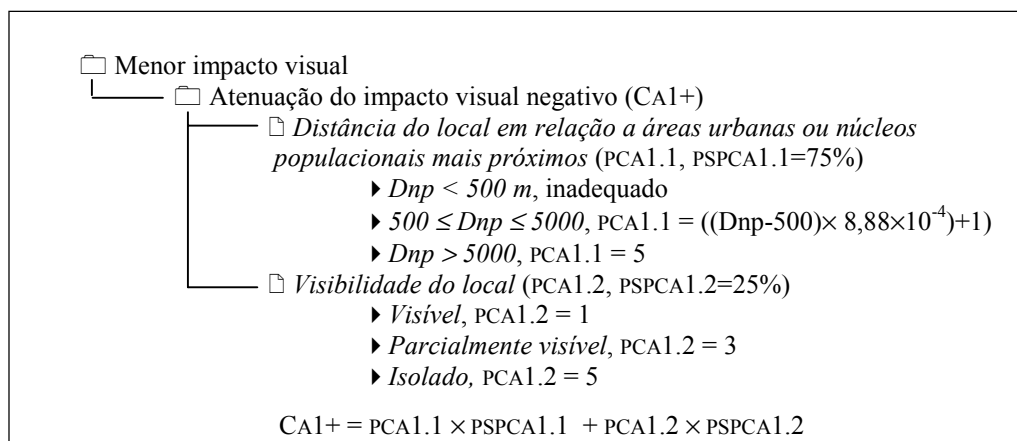 Menor impacto visual
Atenuação do impacto visual negativo (CA1+)
Distância do local em relação a áreas urbanas ou núcleos
populacionais mais próximos (PCA1.1, PSPCA1.1=75%)
Dnp < 500 m, inadequado
500 ≤ Dnp ≤ 5000, PCA1.1 = ((Dnp-500)× 8,88×10⁻⁴)+1)
Dnp > 5000, PCA1.1 = 5
Visibilidade do local (PCA1.2, PSPCA1.2=25%)
Visível, PCA1.2 = 1
Parcialmente visível, PCA1.2 = 3
Isolado, PCA1.2 = 5
CA1+ = PCA1.1 × PSPCA1.1 + PCA1.2 × PSPCA1.2